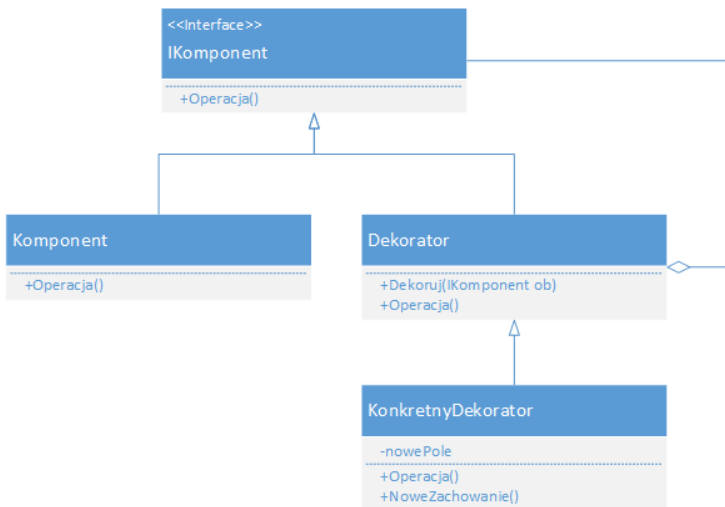 <<Interface>>
IKomponent
+Operacja()
Komponent
+Operacja()
Dekorator
+Dekoruj(IKomponent ob)
+Operacja()
KonkretnyDekorator
-nowePole
+Operacja()
+NoweZachowanie()